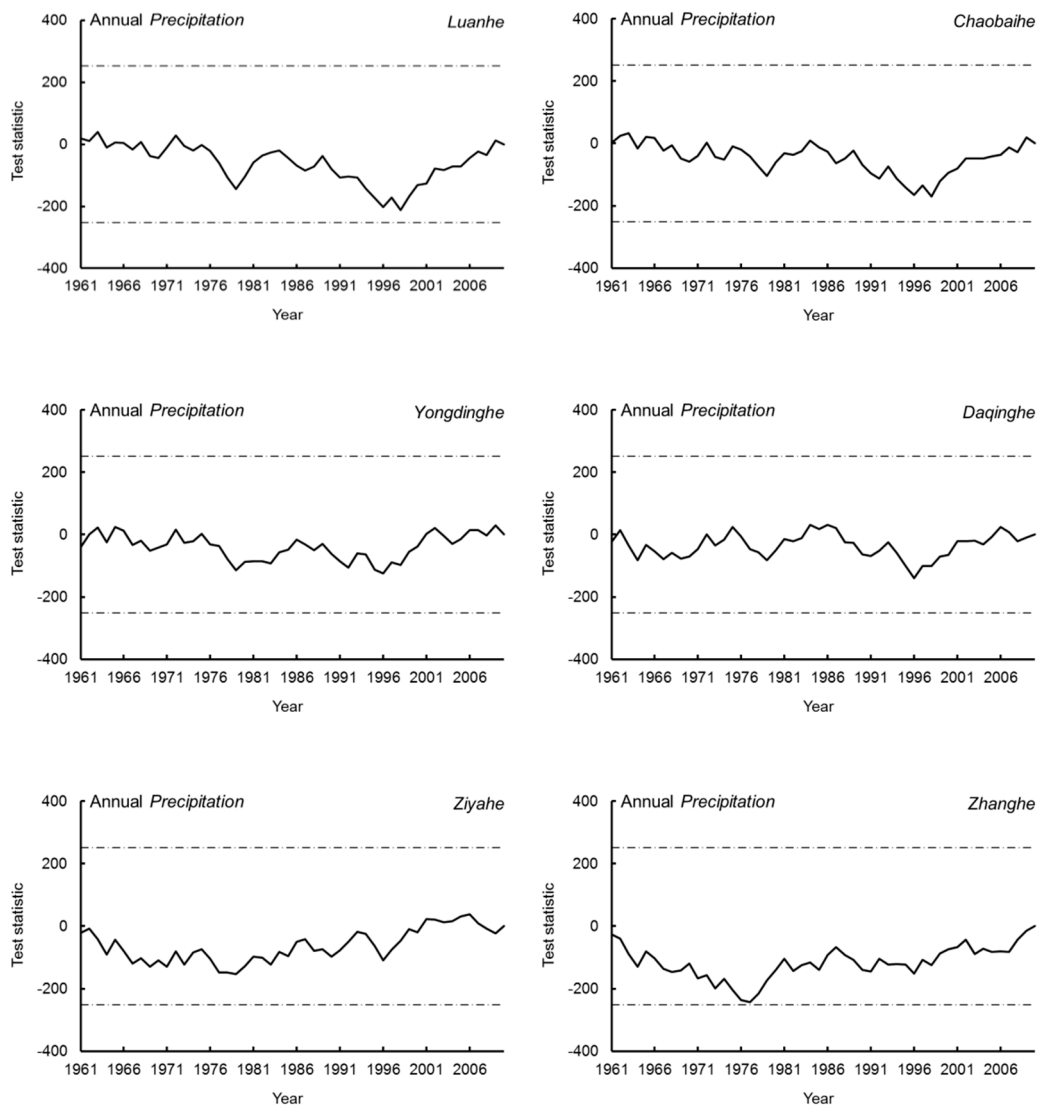 Annual Precipitation Luanhe
400
200
0
-200
-400
Test statistic
1961 1966 1971 1976 1981 1986 1991 1996 2001 2006
Year
Annual Precipitation Chaobaihe
400
200
0
-200
-400
Test statistic
1961 1966 1971 1976 1981 1986 1991 1996 2001 2006
Year
Annual Precipitation Yongdinghe
400
200
0
-200
-400
Test statistic
1961 1966 1971 1976 1981 1986 1991 1996 2001 2006
Year
Annual Precipitation Daqinghe
400
200
0
-200
-400
Test statistic
1961 1966 1971 1976 1981 1986 1991 1996 2001 2006
Year
Annual Precipitation Ziyahe
400
200
0
-200
-400
Test statistic
1961 1966 1971 1976 1981 1986 1991 1996 2001 2006
Year
Annual Precipitation Zhanghe
400
200
0
-200
-400
Test statistic
1961 1966 1971 1976 1981 1986 1991 1996 2001 2006
Year